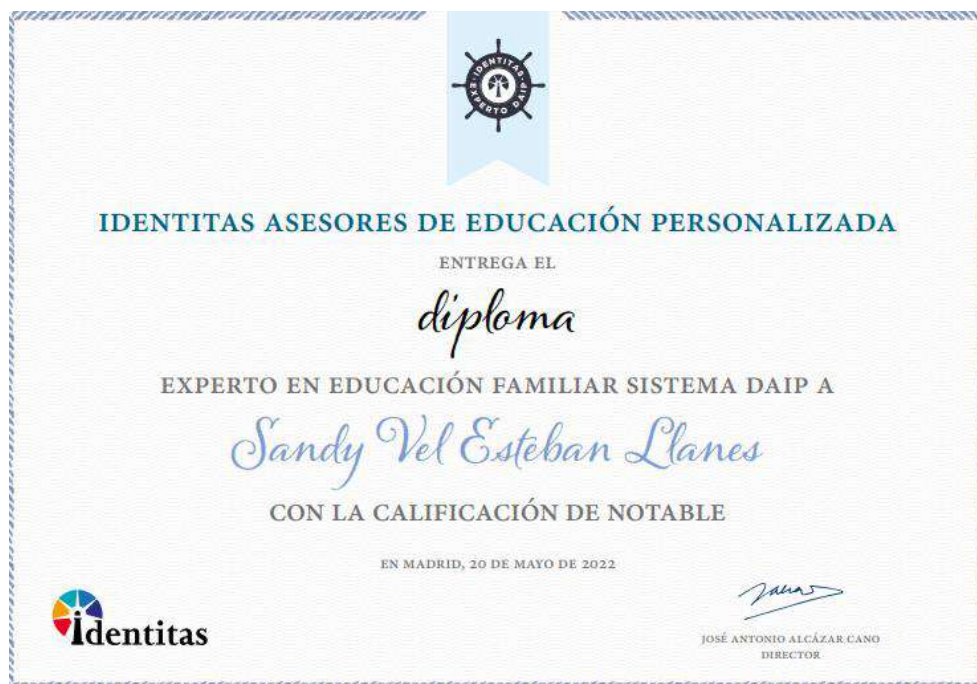 IDENTITAS
EXPERTO DAIP
IDENTITAS ASESORES DE EDUCACIÓN PERSONALIZADA
ENTREGA EL
diploma
EXPERTO EN EDUCACIÓN FAMILIAR SISTEMA DAIP A
Sandy Vel Esteban Llanes
CON LA CALIFICACIÓN DE NOTABLE
EN MADRID, 20 DE MAYO DE 2022
identitas
JOSÉ ANTONIO ALCÁZAR CANO
DIRECTOR